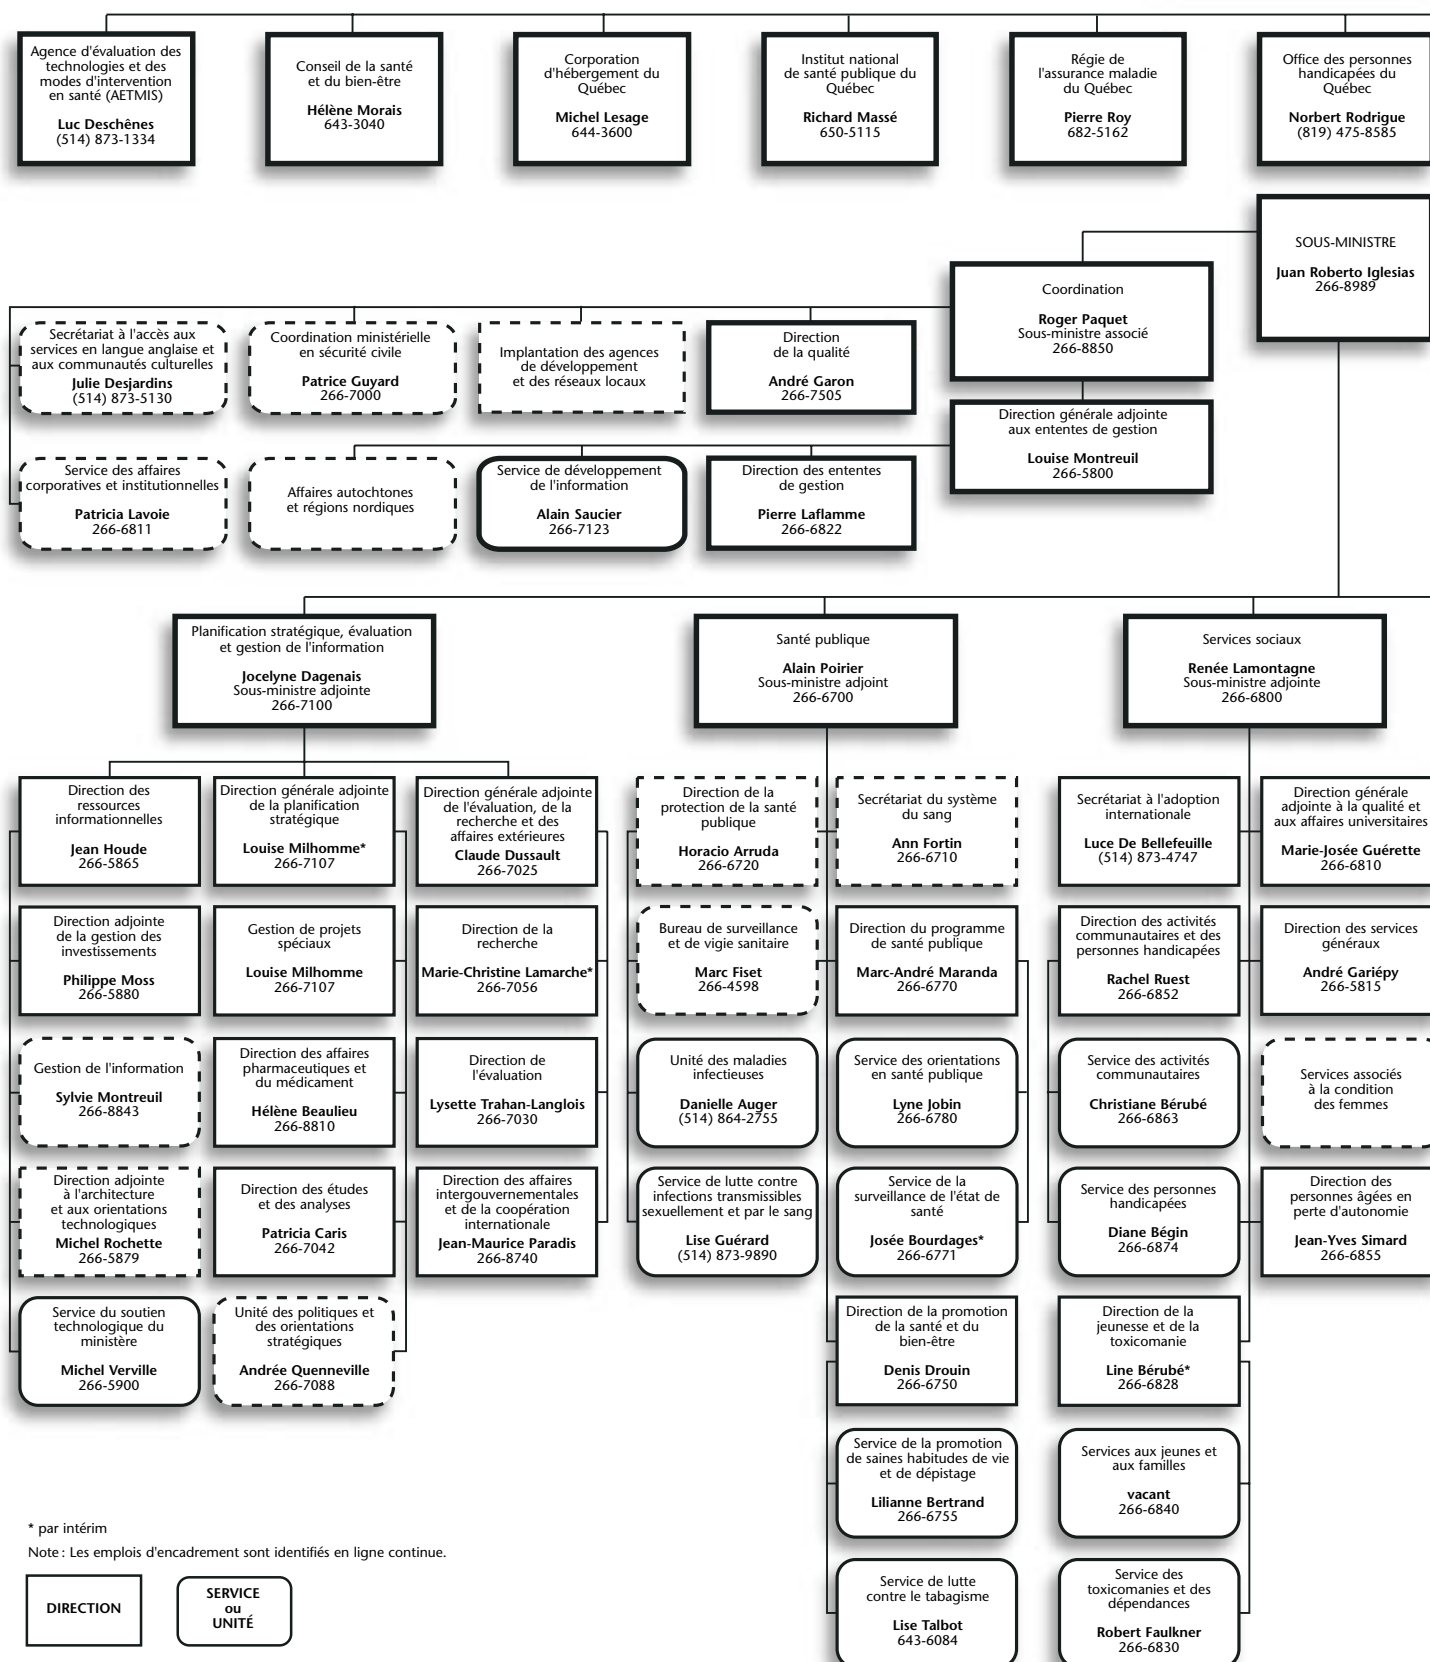 Agence d'évaluation des
technologies et des
modes d'intervention
en santé (AETMIS)
Luc Deschênes
(514) 873-1334
Conseil de la santé
et du bien-être
Hélène Morais
643-3040
Corporation
d'hébergement du
Québec
Michel Lesage
644-3600
Institut national
de santé publique du
Québec
Richard Massé
650-5115
Régie de
l'assurance maladie
du Québec
Pierre Roy
682-5162
Office des personnes
handicapées du
Québec
Norbert Rodrigue
(819) 475-8585
SOUS-MINISTRE
Juan Roberto Iglesias
266-8989
Coordination
Roger Paquet
Sous-ministre associé
266-8850
Secrétariat à l'accès aux
services en langue anglaise et
aux communautés culturelles
Julie Desjardins
(514) 873-5130
Coordination ministérielle
en sécurité civile
Patrice Guyard
266-7000
Implantation des agences
de développement
et des réseaux locaux
Direction
de la qualité
André Garon
266-7505
Direction générale adjointe
aux ententes de gestion
Louise Montreuil
266-5800
Service des affaires
corporatives et institutionnelles
Patricia Lavoie
266-6811
Affaires autochtones
et régions nordiques
Service de développement
de l'information
Alain Saucier
266-7123
Direction des ententes
de gestion
Pierre Laflamme
266-6822
Planification stratégique, évaluation
et gestion de l'information
Jocelyne Dagenais
Sous-ministre adjointe
266-7100
Santé publique
Alain Poirier
Sous-ministre adjoint
266-6700
Services sociaux
Renée Lamontagne
Sous-ministre adjointe
266-6800
Direction des
ressources
informationnelles
Jean Houde
266-5865
Direction générale adjointe
de la planification
stratégique
Louise Milhomme*
266-7107
Direction générale adjointe
de l'évaluation, de la
recherche et des
affaires extérieures
Claude Dussault
266-7025
Direction de la
protection de la santé
publique
Horacio Arruda
266-6720
Secrétariat du système
du sang
Ann Fortin
266-6710
Secrétariat à l'adoption
internationale
Luce De Bellefeuille
(514) 873-4747
Direction générale
adjointe à la qualité et
aux affaires universitaires
Marie-Josée Guérette
266-6810
Direction adjointe
de la gestion des
investissements
Philippe Moss
266-5880
Gestion de projets
spéciaux
Louise Milhomme
266-7107
Direction de la
recherche
Marie-Christine Lamarche*
266-7056
Bureau de surveillance
et de vigie sanitaire
Marc Fiset
266-4598
Direction du programme
de santé publique
Marc-André Maranda
266-6770
Direction des activités
communautaires et des
personnes handicapées
Rachel Ruest
266-6852
Direction des services
généraux
André Gariépy
266-5815
Gestion de l'information
Sylvie Montreuil
266-8843
Direction des affaires
pharmaceutiques et
du médicament
Hélène Beaulieu
266-8810
Direction de
l'évaluation
Lysette Trahan-Langlois
266-7030
Unité des maladies
infectieuses
Danielle Auger
(514) 864-2755
Service des orientations
en santé publique
Lyne Jobin
266-6780
Service des activités
communautaires
Christiane Bérubé
266-6863
Services associés
à la condition
des femmes
Direction adjointe
à l'architecture
et aux orientations
technologiques
Michel Rochette
266-5879
Direction des études
et des analyses
Patricia Caris
266-7042
Direction des affaires
intergouvernementales
et de la coopération
internationale
Jean-Maurice Paradis
266-8740
Service de lutte contre
infections transmissibles
sexuellement et par le sang
Lise Guérard
(514) 873-9890
Service de la
surveillance de l'état de
santé
Josée Bourdages*
266-6771
Service des personnes
handicapées
Diane Bégin
266-6874
Direction des
personnes âgées en
perte d'autonomie
Jean-Yves Simard
266-6855
Service du soutien
technologique du
ministère
Michel Verville
266-5900
Unité des politiques et
des orientations
stratégiques
Andrée Quenneville
266-7088
Direction de la promotion
de la santé et du
bien-être
Denis Drouin
266-6750
Direction de la
jeunesse et de la
toxicomanie
Line Bérubé*
266-6828
Service de la promotion
de saines habitudes de vie
et de dépistage
Lilianne Bertrand
266-6755
Services aux jeunes et
aux familles
vacant
266-6840
Service de lutte
contre le tabagisme
Lise Talbot
643-6084
Service des
toxicomanies et des
dépendances
Robert Faulkner
266-6830
* par intérim
Note : Les emplois d'encadrement sont identifiés en ligne continue.
DIRECTION
SERVICE
ou
UNITÉ